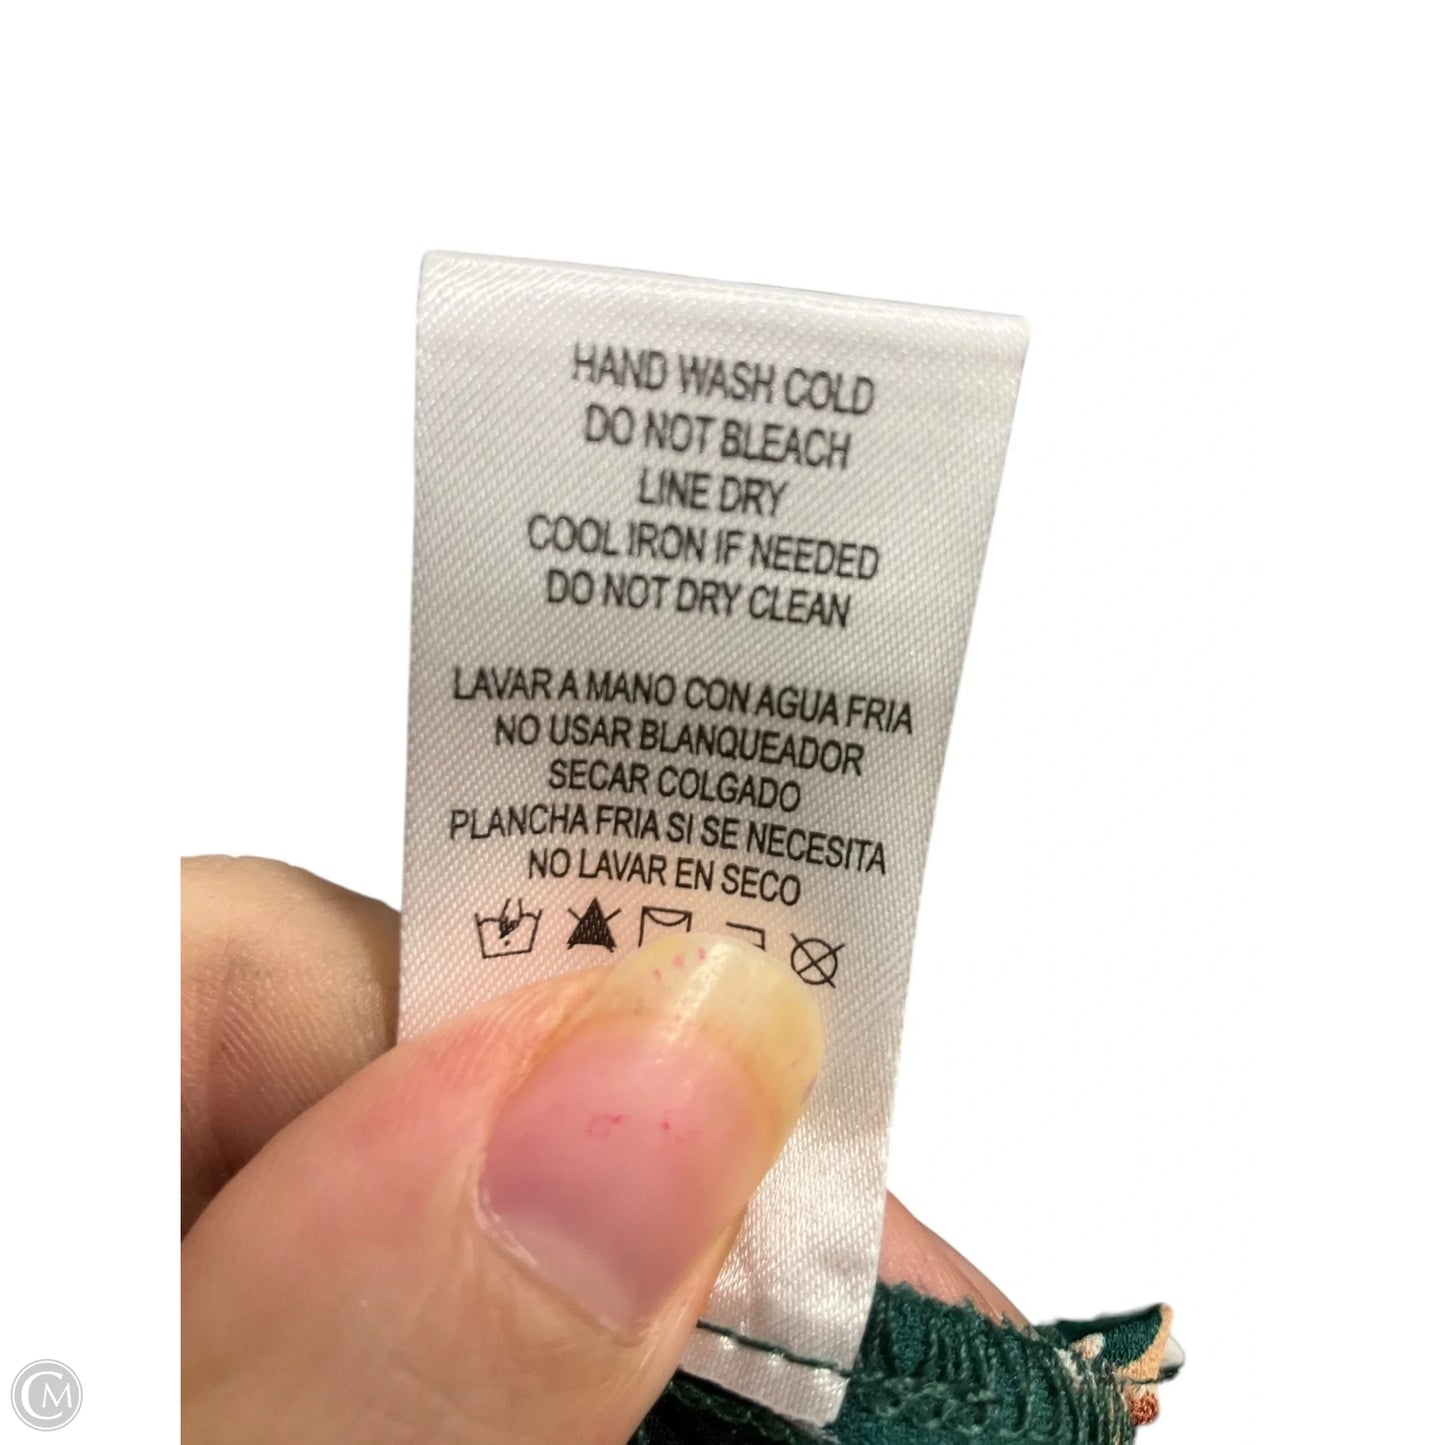 HAND WASH COLD
DO NOT BLEACH
LINE DRY
COOL IRON IF NEEDED
DO NOT DRY CLEAN
LAVAR A MANO CON AGUA FRIA
NO USAR BLANQUEADOR
SECAR COLGADO
PLANCHA FRIA SI SE NECESITA
NO LAVAR EN SECO
CM